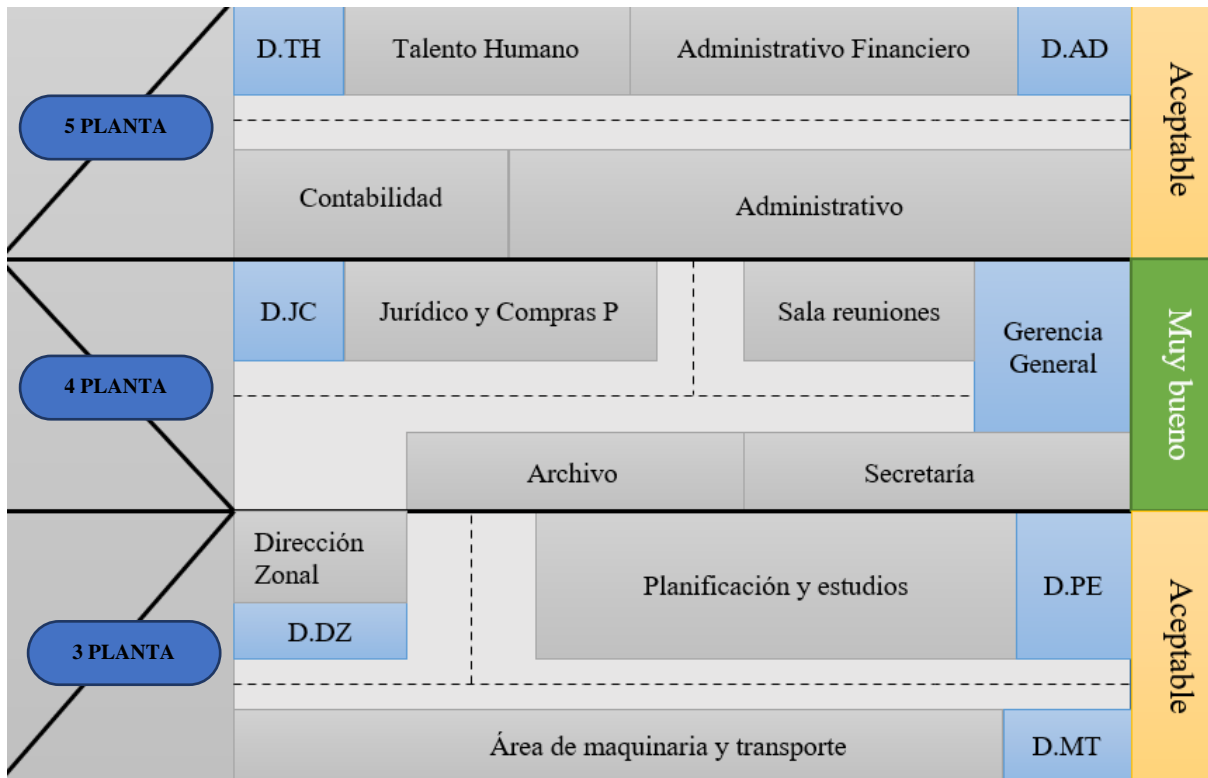 D.TH
Talento Humano
Administrativo Financiero
D.AD
Aceptable
5 PLANTA
Contabilidad
Administrativo
D.JC
Jurídico y Compras P
Sala reuniones
Gerencia
General
Muy bueno
4 PLANTA
Archivo
Secretaría
Dirección
Zonal
D.DZ
Planificación y estudios
D.PE
Aceptable
3 PLANTA
Área de maquinaria y transporte
D.MT